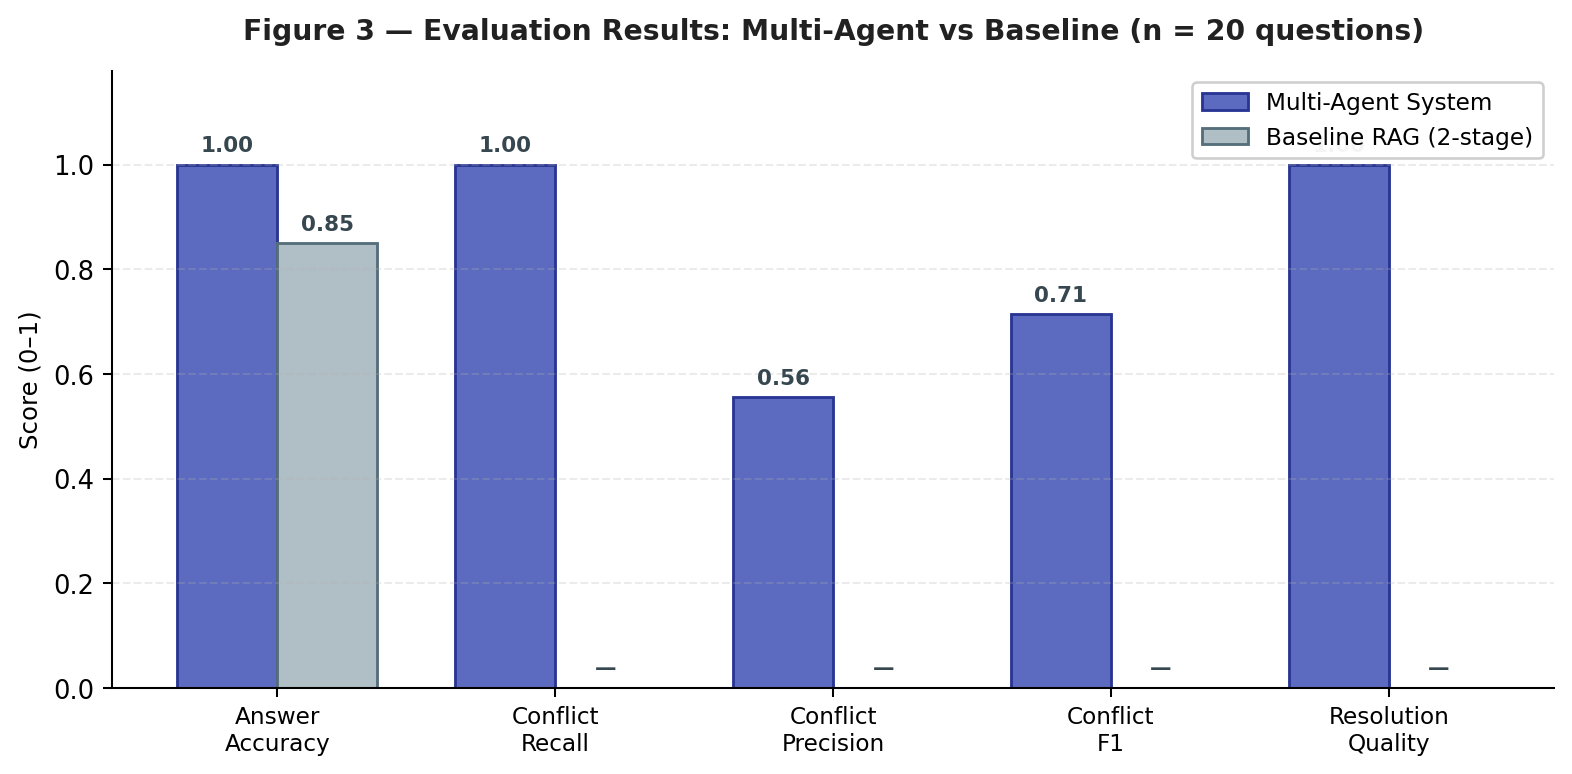 Figure 3 — Evaluation Results: Multi-Agent vs Baseline (n = 20 questions)
Multi-Agent System
Baseline RAG (2-stage)
Score (0–1)
1.0
0.8
0.6
0.4
0.2
0.0
1.00
0.85
1.00
—
0.56
—
0.71
—
—
Answer
Accuracy
Conflict
Recall
Conflict
Precision
Conflict
F1
Resolution
Quality